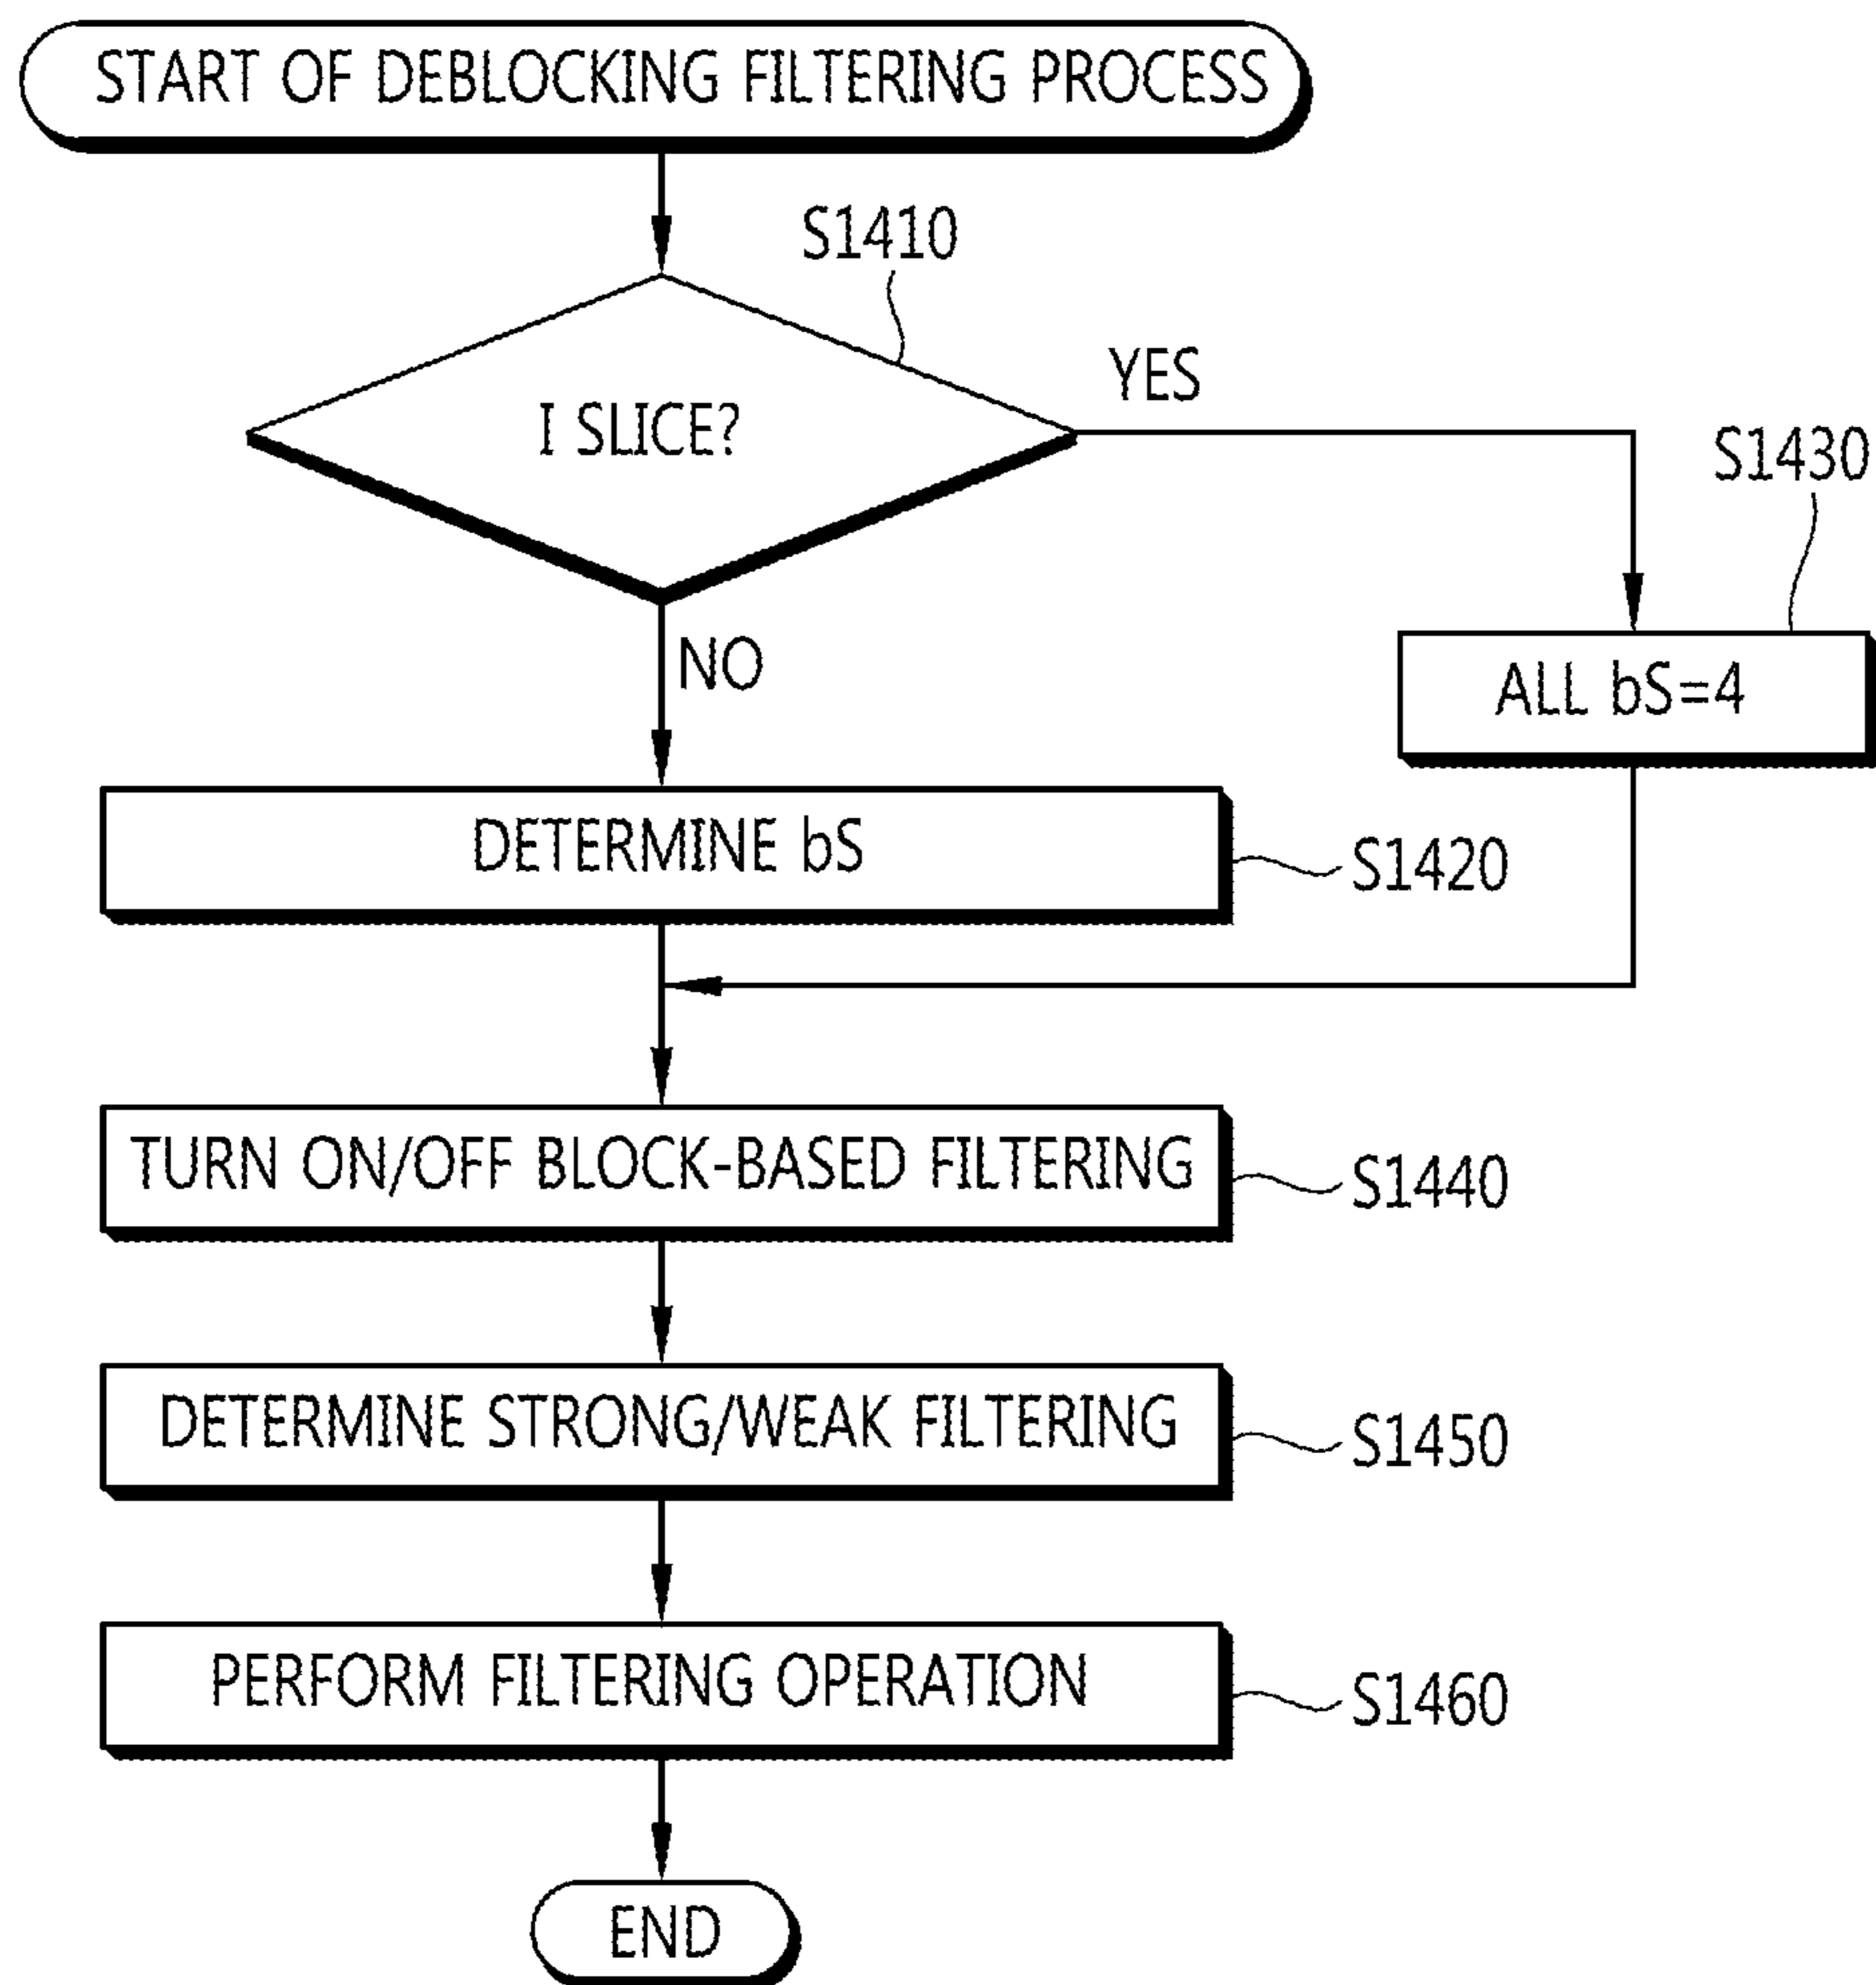 START OF DEBLOCKING FILTERING PROCESS
S1410
I SLICE?
YES
S1430
NO
ALL bS=4
DETERMINE bS
S1420
TURN ON/OFF BLOCK-BASED FILTERING
S1440
DETERMINE STRONG/WEAK FILTERING
S1450
PERFORM FILTERING OPERATION
S1460
END